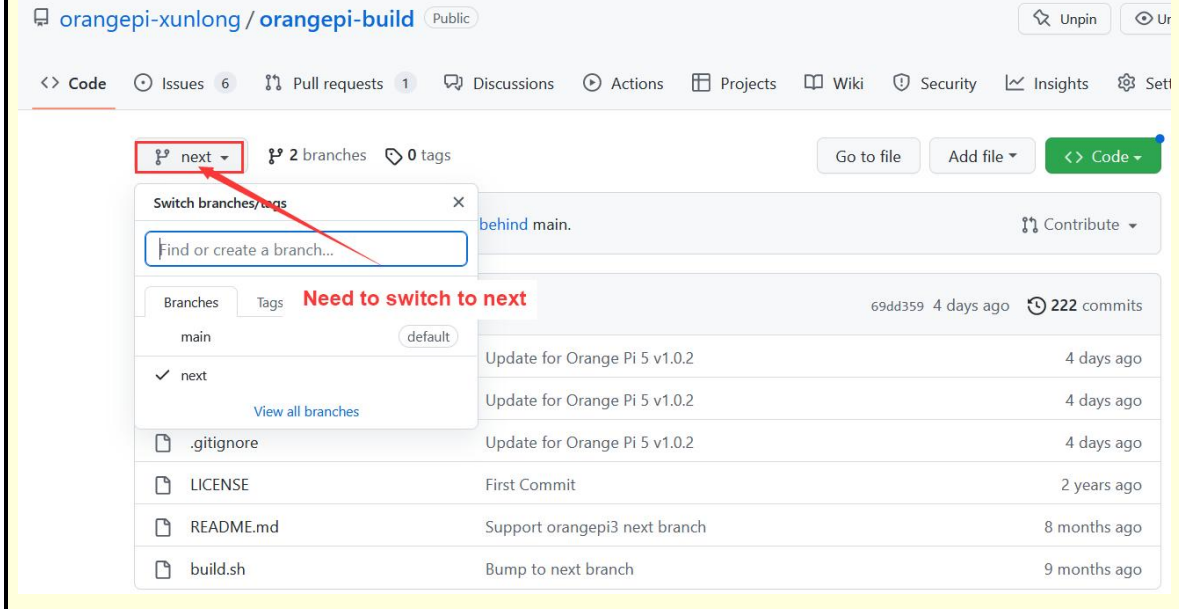 orangepi-xunlong / orangepi-build Public Unpin
Code Issues 6 Pull requests 1 Discussions Actions Projects Wiki Security Insights
next 2 branches 0 tags Go to file Add file Code
Switch branches/tags
behind main. Contribute
Find or create a branch...
Need to switch to next
Branches Tags
69dd359 4 days ago 222 commits
main default
Update for Orange Pi 5 v1.0.2 4 days ago
next
Update for Orange Pi 5 v1.0.2 4 days ago
View all branches
.gitignore Update for Orange Pi 5 v1.0.2 4 days ago
LICENSE First Commit 2 years ago
README.md Support orangepi3 next branch 8 months ago
build.sh Bump to next branch 9 months ago